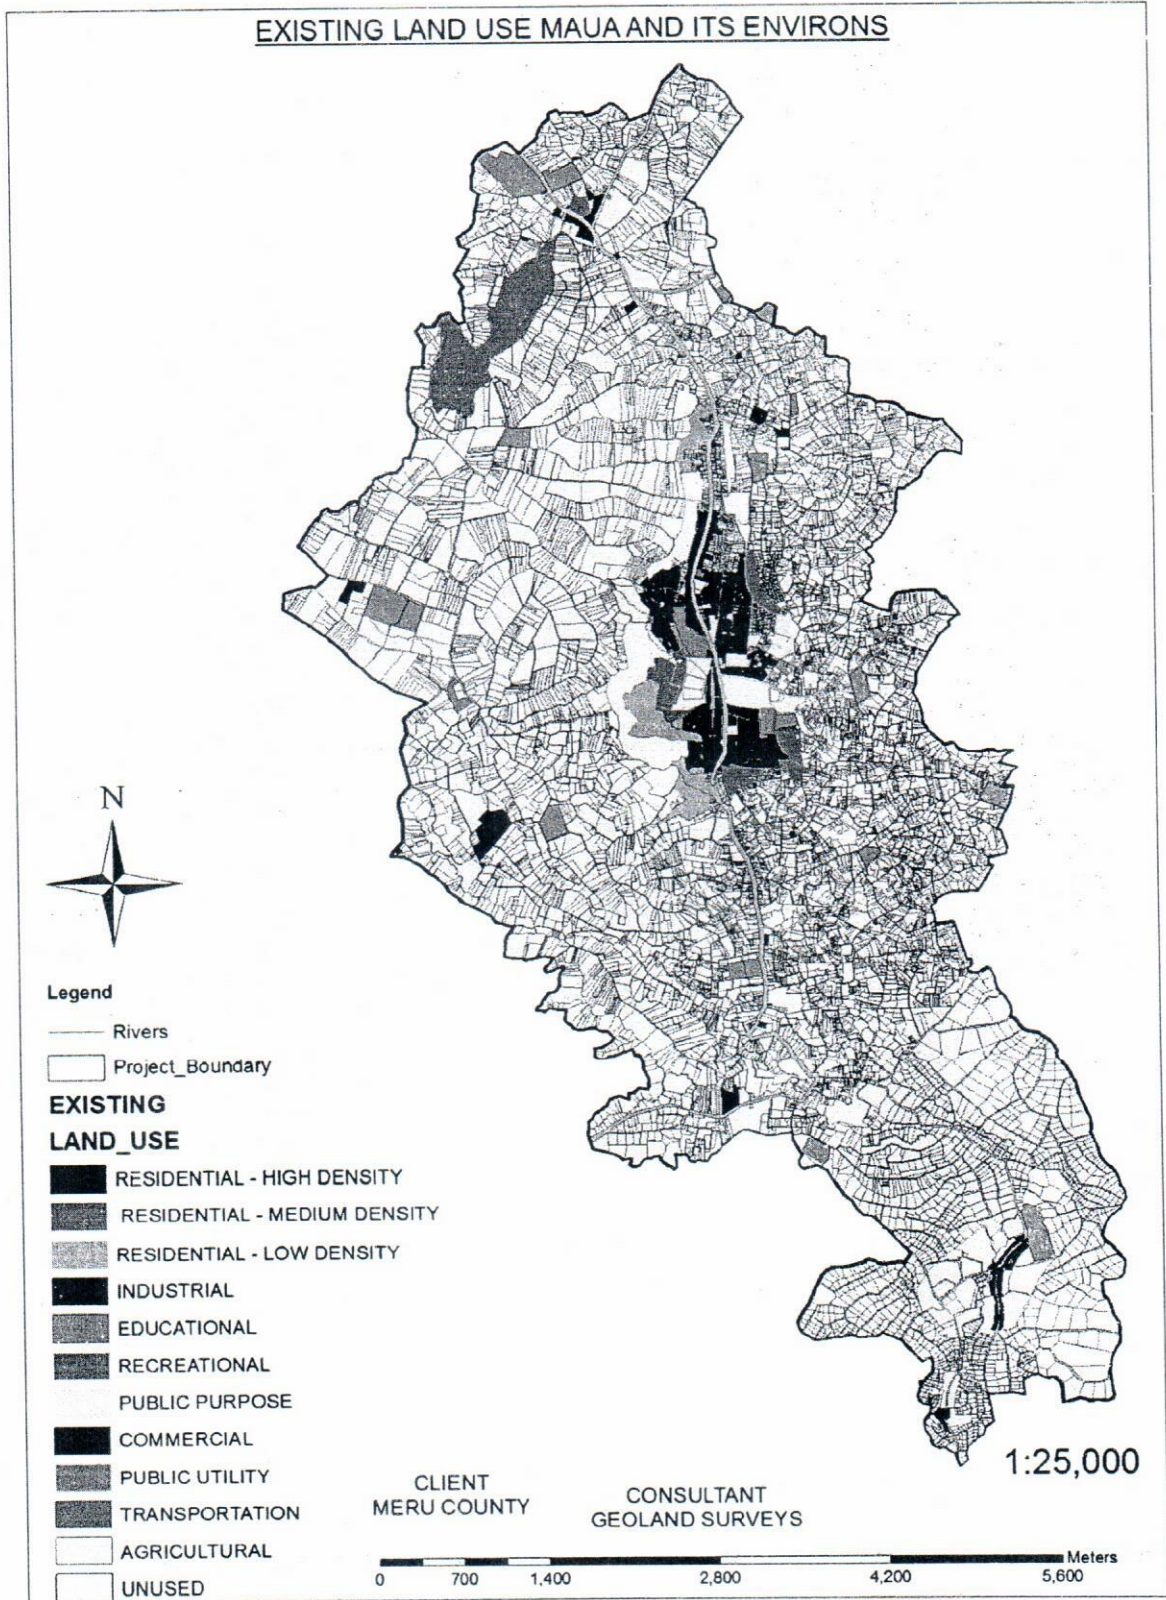 EXISTING LAND USE MAUA AND ITS ENVIRONS
N
Legend
Rivers
Project_Boundary
EXISTING
LAND_USE
RESIDENTIAL - HIGH DENSITY
RESIDENTIAL - MEDIUM DENSITY
RESIDENTIAL - LOW DENSITY
INDUSTRIAL
EDUCATIONAL
RECREATIONAL
PUBLIC PURPOSE
COMMERCIAL
PUBLIC UTILITY
TRANSPORTATION
AGRICULTURAL
UNUSED
CLIENT
MERU COUNTY
CONSULTANT
GEOLAND SURVEYS
1:25,000
Meters
0 700 1,400 2,800 4,200 5,600